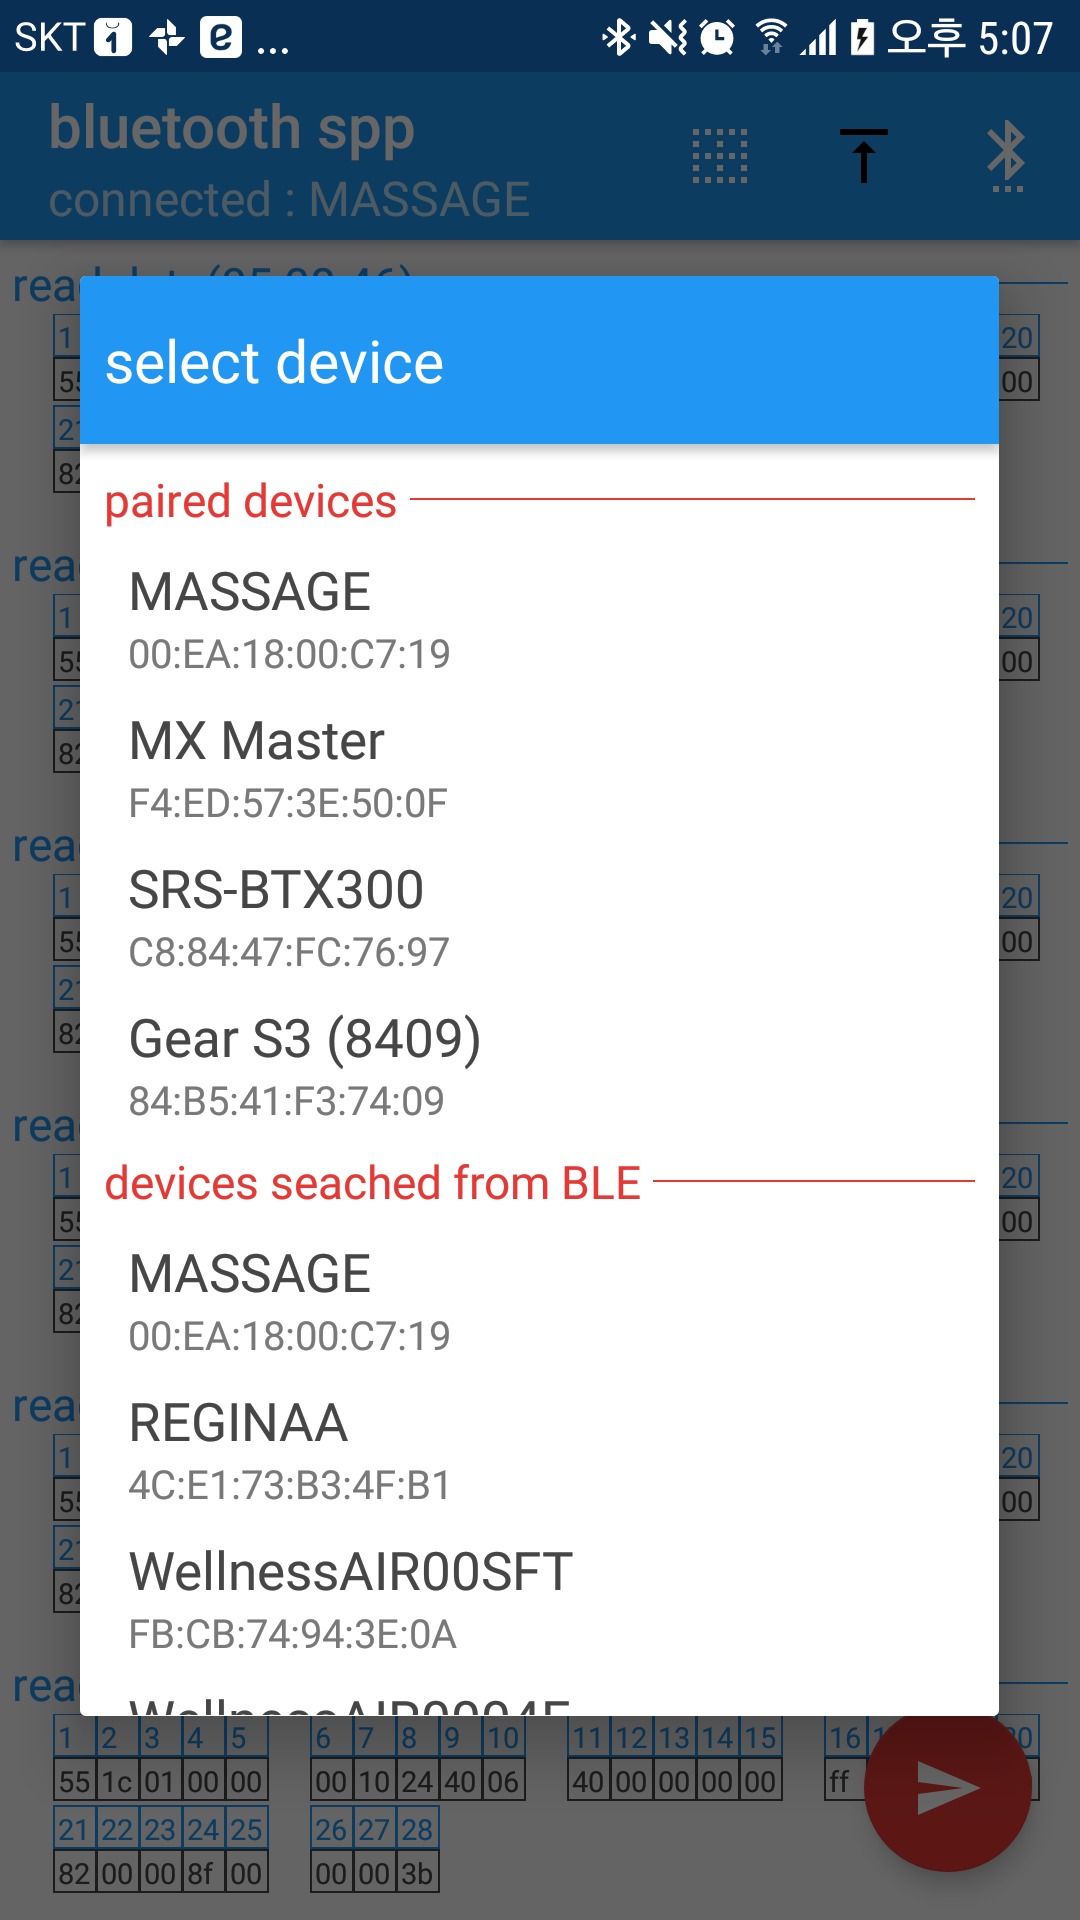 SKT 1 e ... 오후 5:07
bluetooth spp
connected : MASSAGE
select device
paired devices
MASSAGE
00:EA:18:00:C7:19
MX Master
F4:ED:57:3E:50:0F
SRS-BTX300
C8:84:47:FC:76:97
Gear S3 (8409)
84:B5:41:F3:74:09
devices seached from BLE
MASSAGE
00:EA:18:00:C7:19
REGINAA
4C:E1:73:B3:4F:B1
WellnessAIR00SFT
FB:CB:74:94:3E:0A
1 2 3 4 5 6 7 8 9 10 11 12 13 14 15 16
55 1c 01 00 00 00 10 24 40 06 40 00 00 00 00 ff
21 22 23 24 25 26 27 28
82 00 00 8f 00 00 00 3b